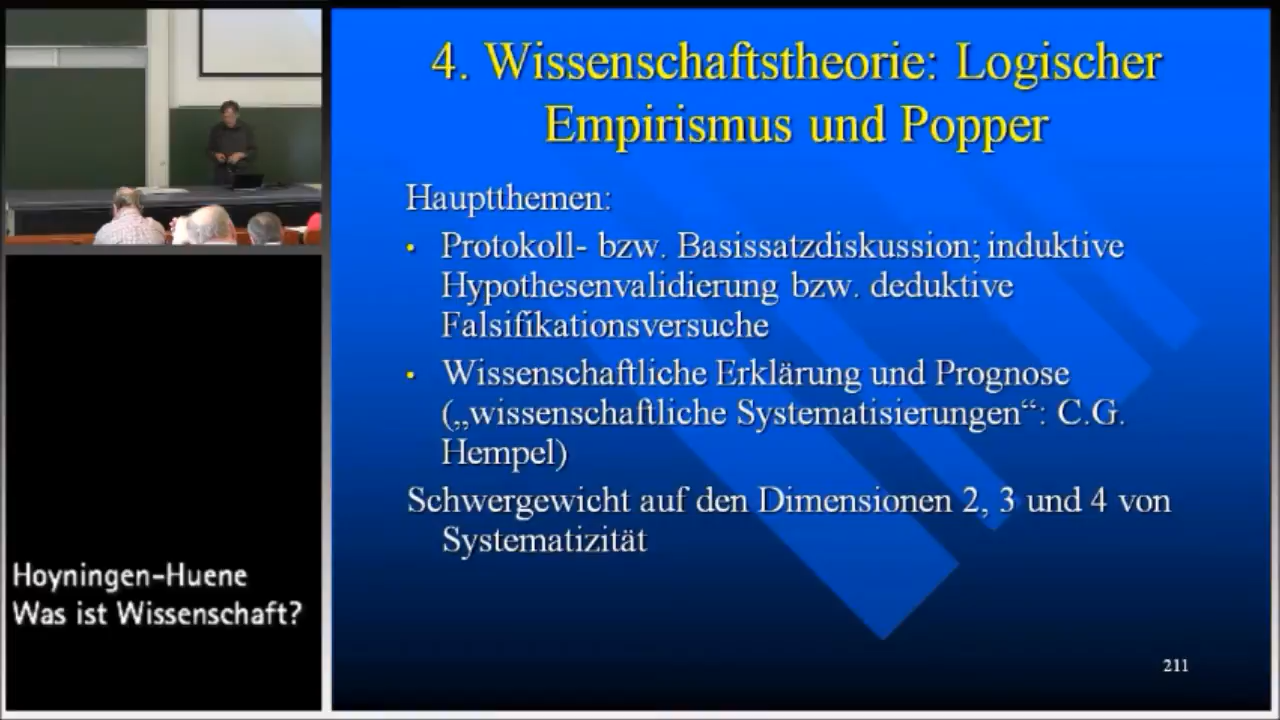 4. Wissenschaftstheorie: Logischer
Empirismus und Popper
Hauptthemen:
• Protokoll- bzw. Basissatzdiskussion; induktive
Hypothesenvalidierung bzw. deduktive
Falsifikationsversuche
• Wissenschaftliche Erklärung und Prognose
(„wissenschaftliche Systematisierungen“: C.G.
Hempel)
Schwergewicht auf den Dimensionen 2, 3 und 4 von
Systematizität
211
Hoyningen-Huene
Was ist Wissenschaft?